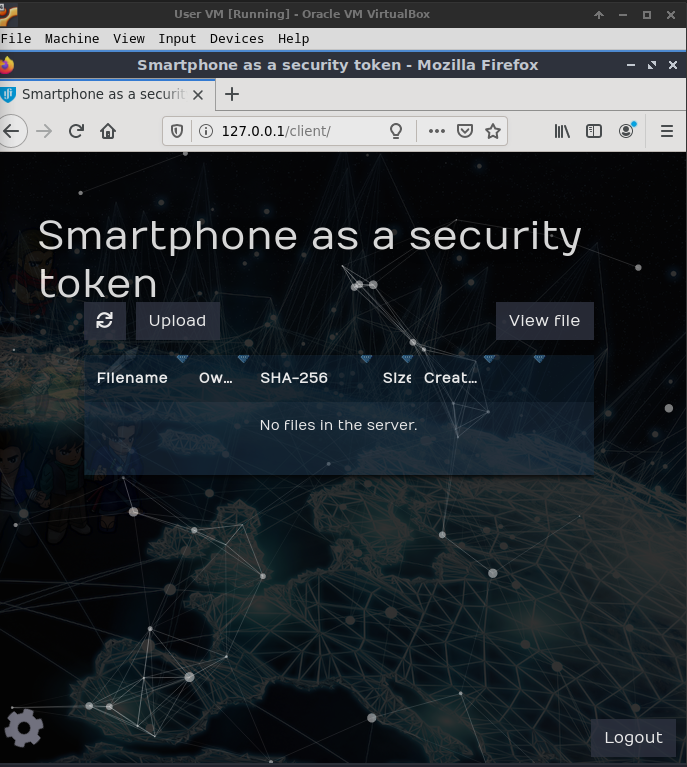 User VM [Running] - Oracle VM VirtualBox
File Machine View Input Devices Help
Smartphone as a security token - Mozilla Firefox
Smartphone as a securit
127.0.0.1/client/
Smartphone as a security
token
Upload
View file
Filename Ow... SHA-256 Size Creat...
No files in the server.
Logout